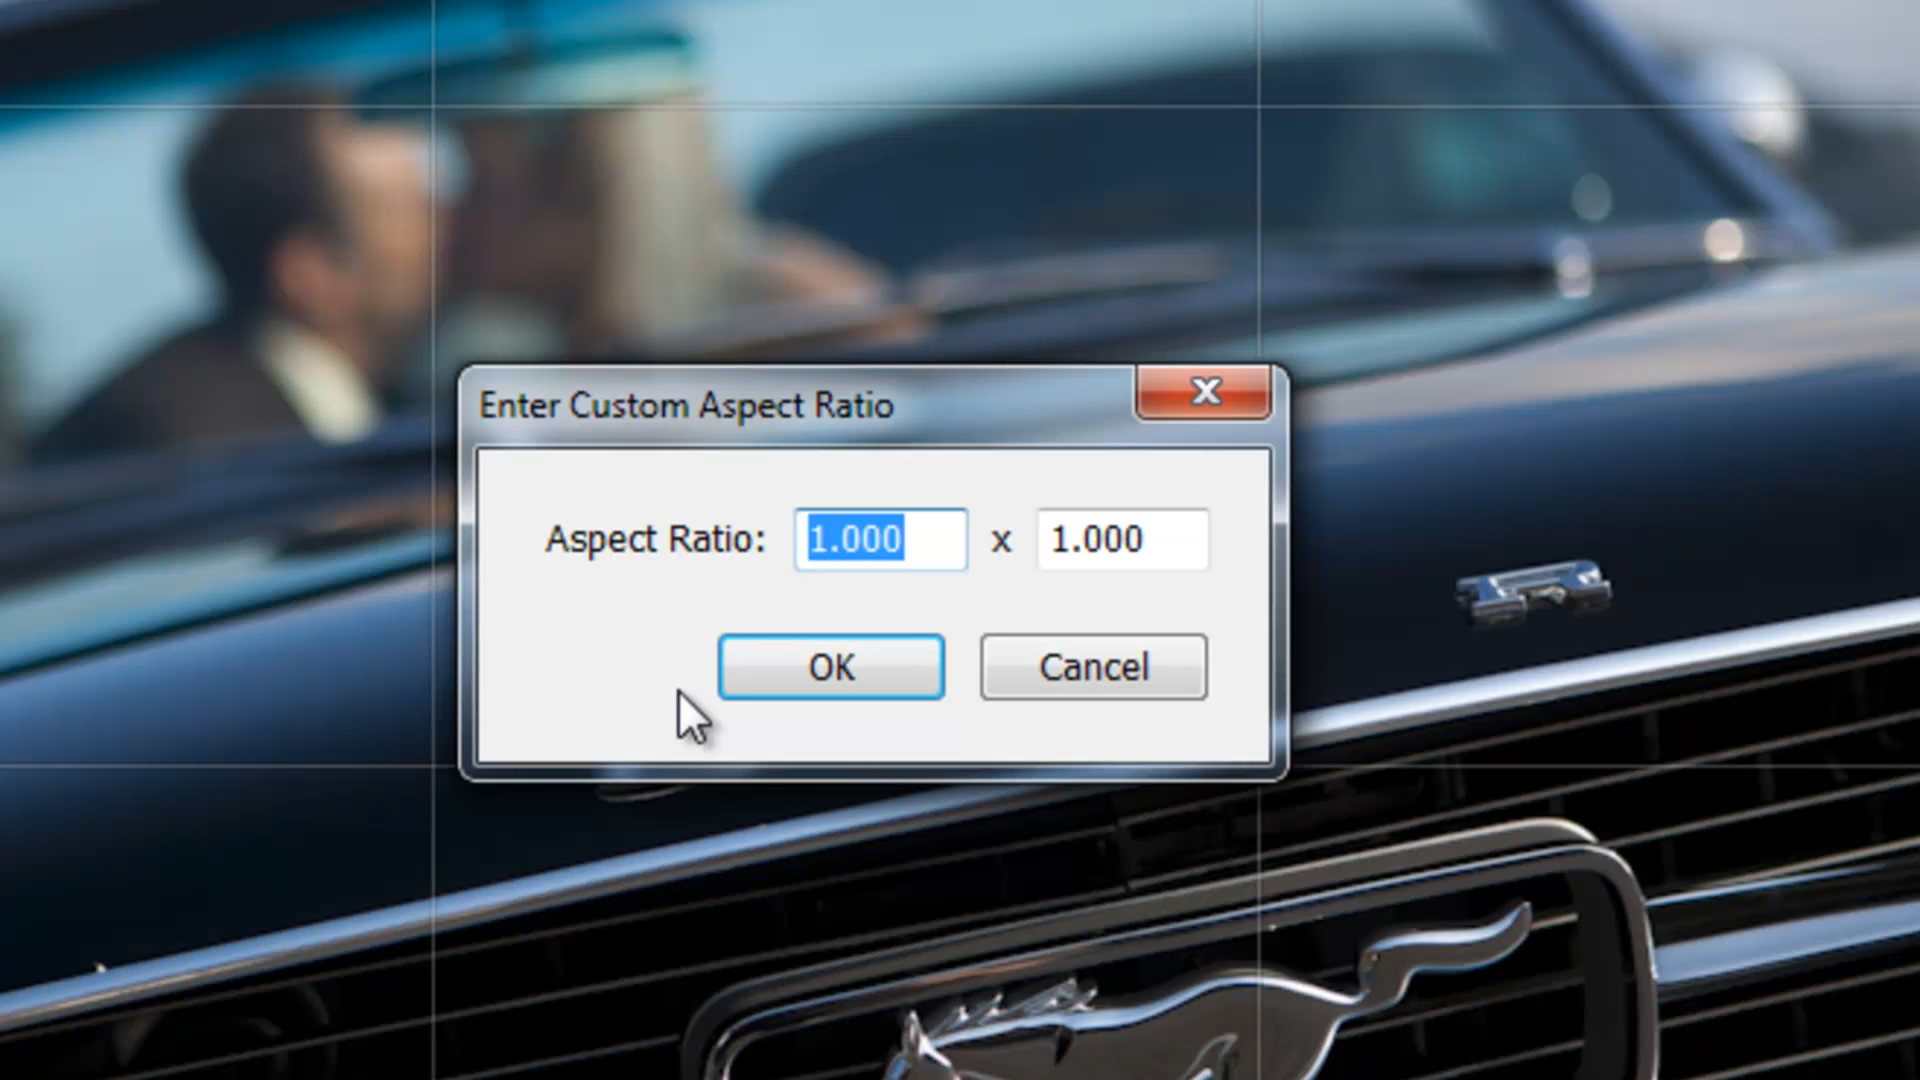 Enter Custom Aspect Ratio
Aspect Ratio: 1.000 x 1.000
OK Cancel